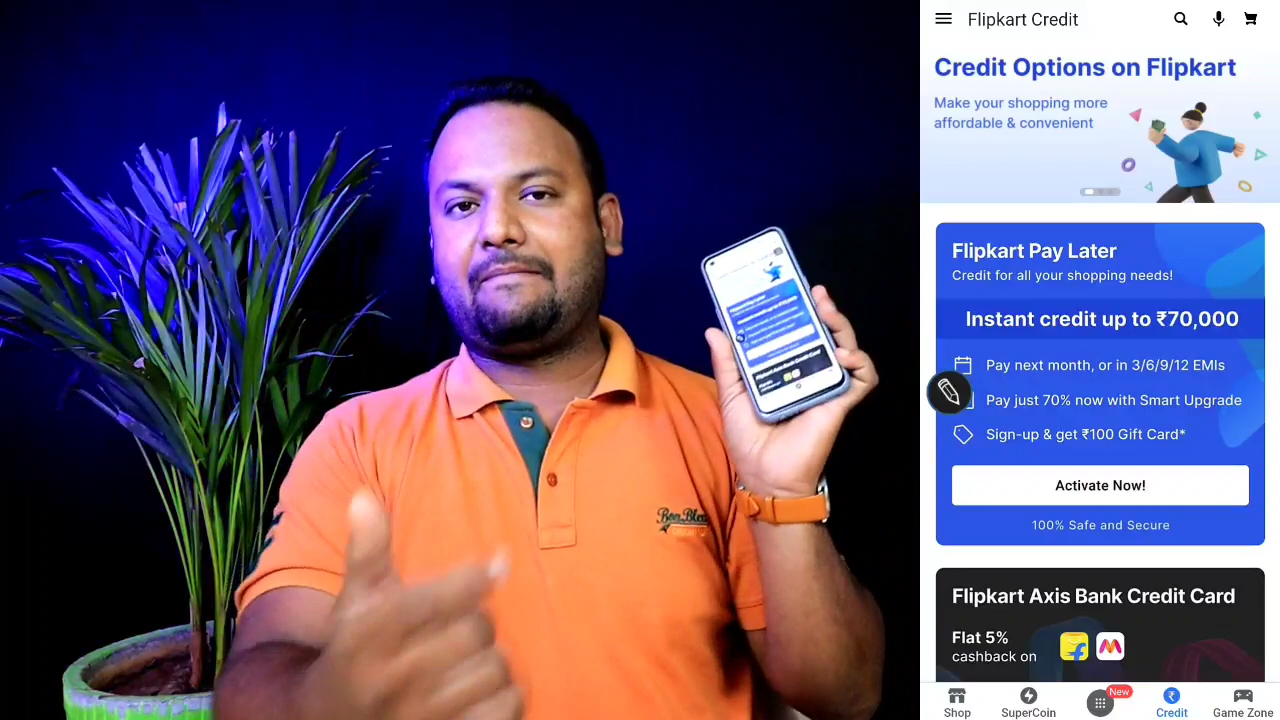 Flipkart Credit
Credit Options on Flipkart
Make your shopping more
affordable & convenient
Flipkart Pay Later
Credit for all your shopping needs!
Instant credit up to ₹70,000
Pay next month, or in 3/6/9/12 EMIs
Pay just 70% now with Smart Upgrade
Sign-up & get ₹100 Gift Card*
Activate Now!
100% Safe and Secure
Flipkart Axis Bank Credit Card
Flat 5%
cashback on
New
Shop
SuperCoin
Credit
Game Zone